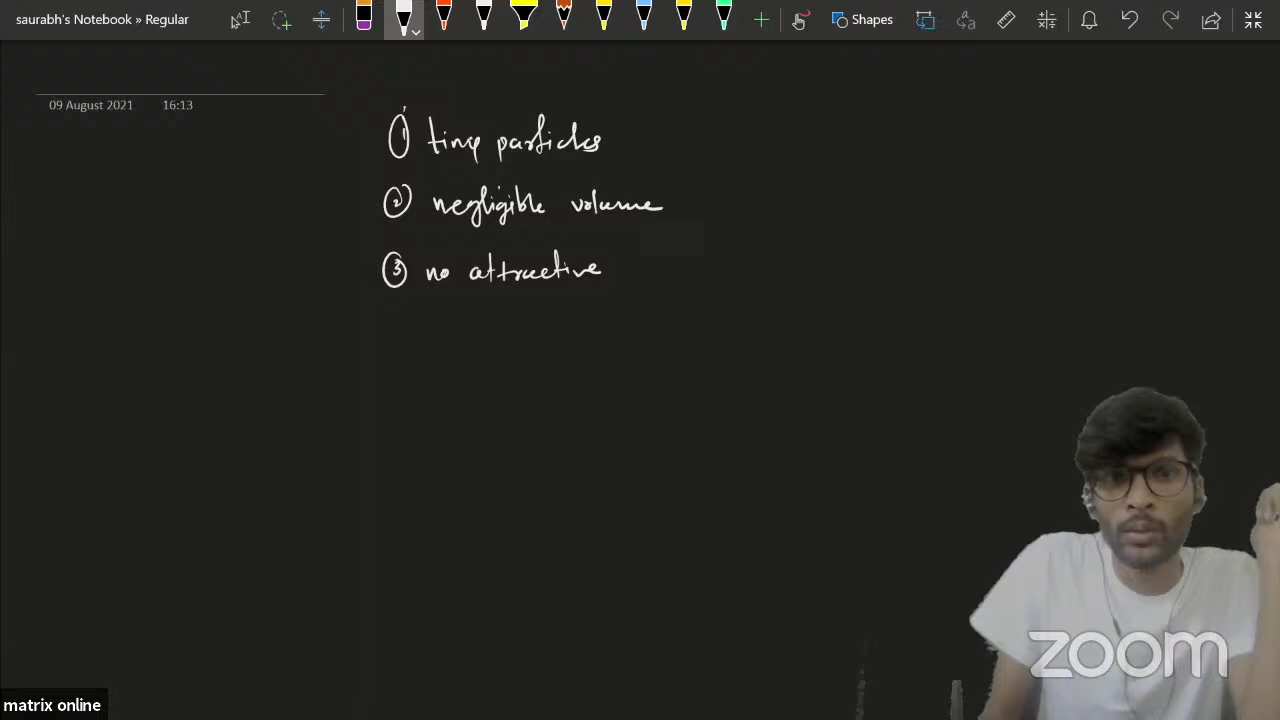 saurabh's Notebook » Regular
Shapes
09 August 2021 16:13
① tiny particles
② negligible volume
③ no attractive
zoom
matrix online